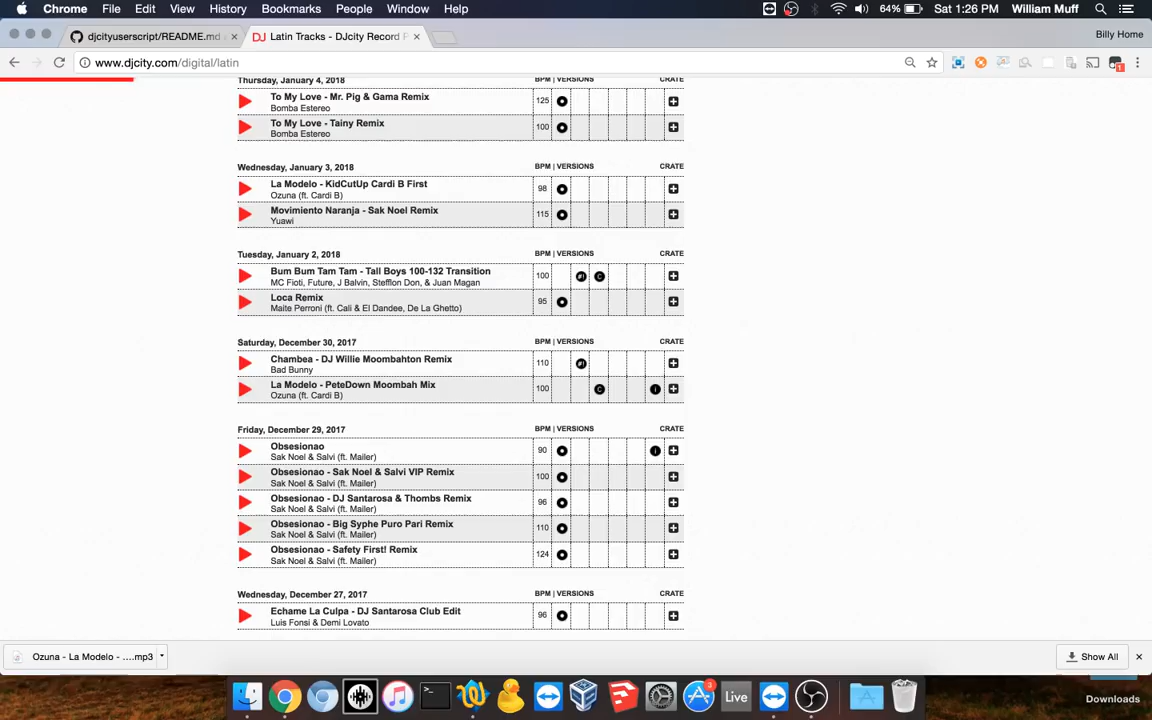 Chrome File Edit View History Bookmarks People Window Help 64% Sat 1:26 PM William Muff
djcityuserscript/README.md Latin Tracks - DJcity Record P Billy Home
www.djcity.com/digital/latin
Thursday, January 4, 2018 BPM | VERSIONS CRATE
To My Love - Mr. Pig & Gama Remix 125
Bomba Estereo
To My Love - Tainy Remix 100
Bomba Estereo
Wednesday, January 3, 2018 BPM | VERSIONS CRATE
La Modelo - KidCutUp Cardi B First 98
Ozuna (ft. Cardi B)
Movimiento Naranja - Sak Noel Remix 115
Yuawi
Tuesday, January 2, 2018 BPM | VERSIONS CRATE
Bum Bum Tam Tam - Tall Boys 100-132 Transition 100 C
MC Fioti, Future, J Balvin, Stefflon Don, & Juan Magan
Loca Remix 95
Maite Perroni (ft. Cali & El Dandee, De La Ghetto)
Saturday, December 30, 2017 BPM | VERSIONS CRATE
Chambea - DJ Willie Moombahton Remix 110
Bad Bunny
La Modelo - PeteDown Moombah Mix 100 C i
Ozuna (ft. Cardi B)
Friday, December 29, 2017 BPM | VERSIONS CRATE
Obsesionao 90 i
Sak Noel & Salvi (ft. Mailer)
Obsesionao - Sak Noel & Salvi VIP Remix 100
Sak Noel & Salvi (ft. Mailer)
Obsesionao - DJ Santarosa & Thombs Remix 96
Sak Noel & Salvi (ft. Mailer)
Obsesionao - Big Syphe Puro Pari Remix 110
Sak Noel & Salvi (ft. Mailer)
Obsesionao - Safety First! Remix 124
Sak Noel & Salvi (ft. Mailer)
Wednesday, December 27, 2017 BPM | VERSIONS CRATE
Echame La Culpa - DJ Santarosa Club Edit 96
Luis Fonsi & Demi Lovato
Ozuna - La Modelo - ....mp3 Show All
Live 3
Downloads